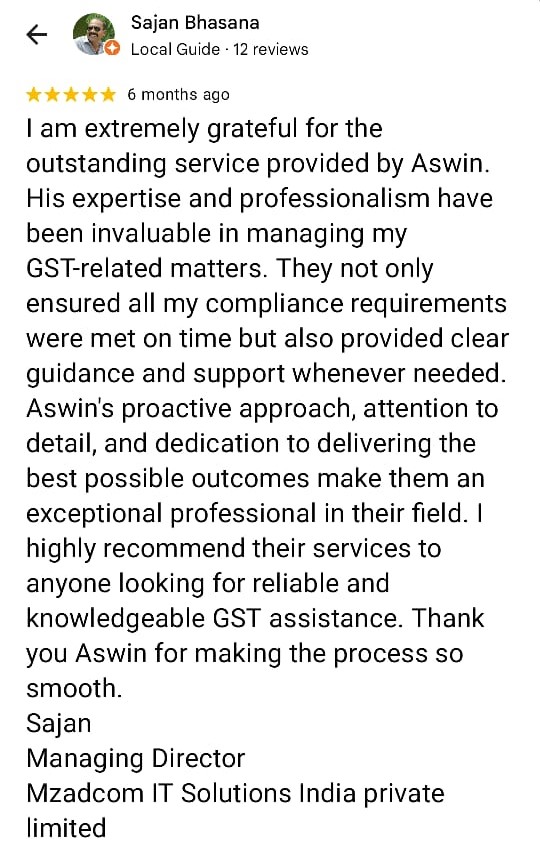 Sajan Bhasana
Local Guide · 12 reviews
6 months ago
I am extremely grateful for the
outstanding service provided by Aswin.
His expertise and professionalism have
been invaluable in managing my
GST-related matters. They not only
ensured all my compliance requirements
were met on time but also provided clear
guidance and support whenever needed.
Aswin's proactive approach, attention to
detail, and dedication to delivering the
best possible outcomes make them an
exceptional professional in their field. I
highly recommend their services to
anyone looking for reliable and
knowledgeable GST assistance. Thank
you Aswin for making the process so
smooth.
Sajan
Managing Director
Mzadcom IT Solutions India private
limited